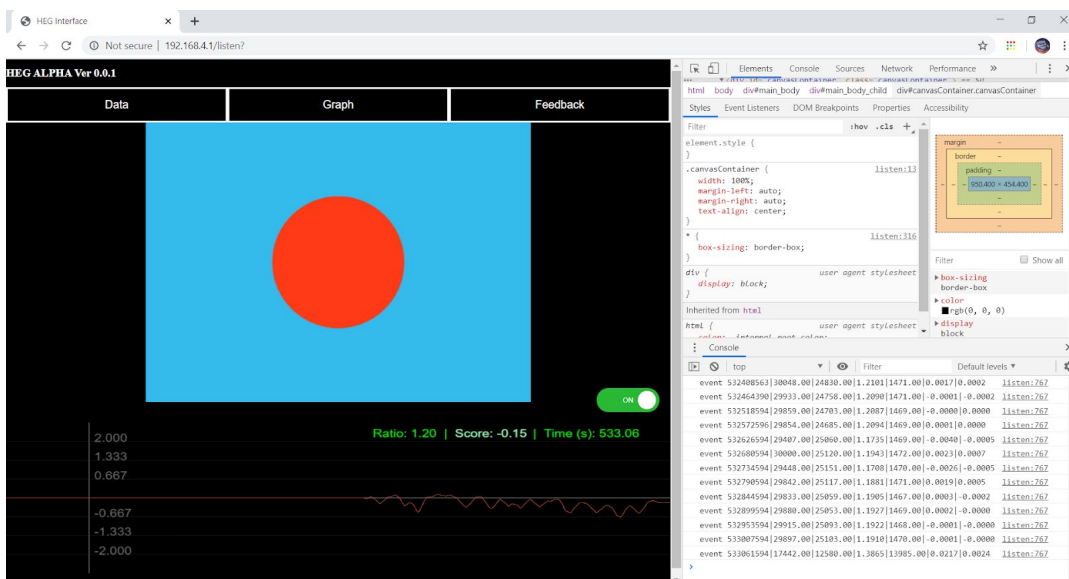 HEG Interface
Not secure | 192.168.4.1/listen?
HEG ALPHA Ver 0.0.1
Data Graph Feedback
ON
Ratio: 1.20 | Score: -0.15 | Time (s): 533.06
2.000
1.333
0.667
-0.667
-1.333
-2.000
Elements Console Sources Network Performance »
html body div#main_body div#main_body_child div#canvasContainer.canvasContainer
Styles Event Listeners DOM Breakpoints Properties Accessibility
Filter :hov .cls +
element.style {
}
.canvasContainer { listen:13
width: 100%;
margin-left: auto;
margin-right: auto;
text-align: center;
}
* { listen:316
box-sizing: border-box;
}
div { user agent stylesheet
display: block;
}
Inherited from html
html { user agent stylesheet
margin -
border -
padding -
950.400 × 454.400
Filter Show all
box-sizing
border-box
color
rgb(0, 0, 0)
display
block
Console
top Filter Default levels ▼
event 532408563|30048.00|24830.00|1.2101|1471.00|0.0017|0.0002 listen:767
event 532464390|29933.00|24758.00|1.2090|1471.00|-0.0001|-0.0002 listen:767
event 532518594|29859.00|24703.00|1.2087|1469.00|-0.0000|0.0000 listen:767
event 532572596|29854.00|24685.00|1.2094|1469.00|0.0001|0.0000 listen:767
event 532626594|29407.00|25060.00|1.1735|1469.00|-0.0040|-0.0005 listen:767
event 532680594|30000.00|25120.00|1.1943|1472.00|0.0023|0.0007 listen:767
event 532734594|29448.00|25151.00|1.1708|1470.00|-0.0026|-0.0005 listen:767
event 532790594|29842.00|25117.00|1.1881|1471.00|0.0019|0.0005 listen:767
event 532844594|29833.00|25059.00|1.1905|1467.00|0.0003|-0.0002 listen:767
event 532899594|29880.00|25053.00|1.1927|1469.00|0.0002|-0.0000 listen:767
event 532953594|29915.00|25093.00|1.1922|1468.00|-0.0001|-0.0000 listen:767
event 533007594|29897.00|25103.00|1.1910|1470.00|-0.0001|-0.0000 listen:767
event 533061594|17442.00|12580.00|1.3865|13985.00|0.0217|0.0024 listen:767